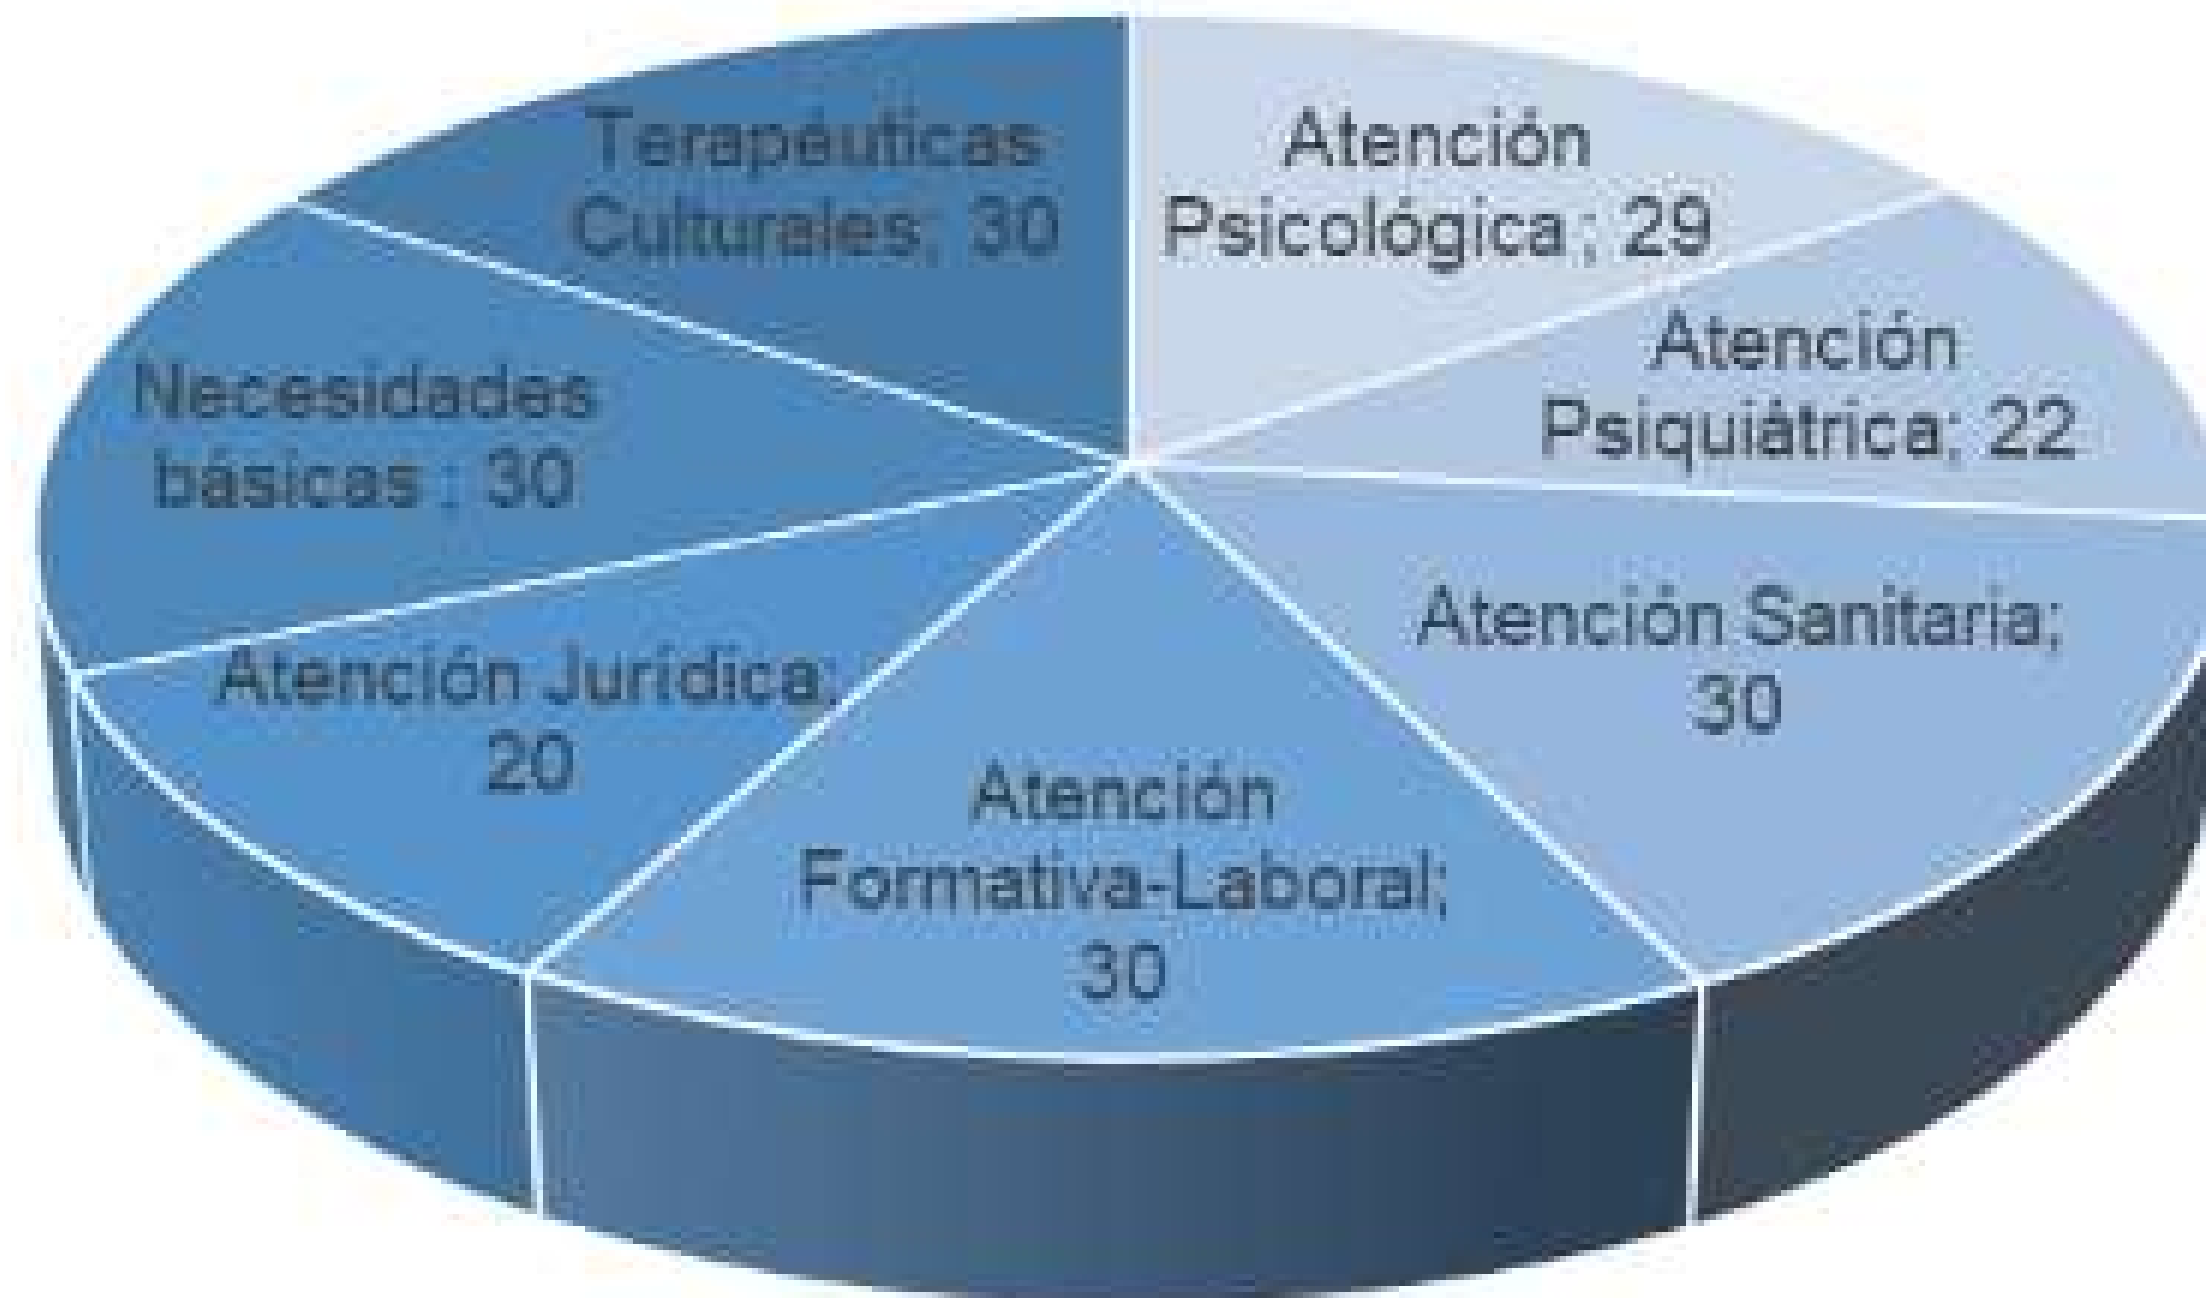 Atención
Psicológica ; 29
Atención
Psiquiátrica; 22
Atención Sanitaria;
30
Atención
Formativa-Laboral;
30
Atención Jurídica;
20
Necesidades
básicas ; 30
Terapéuticas
Culturales; 30